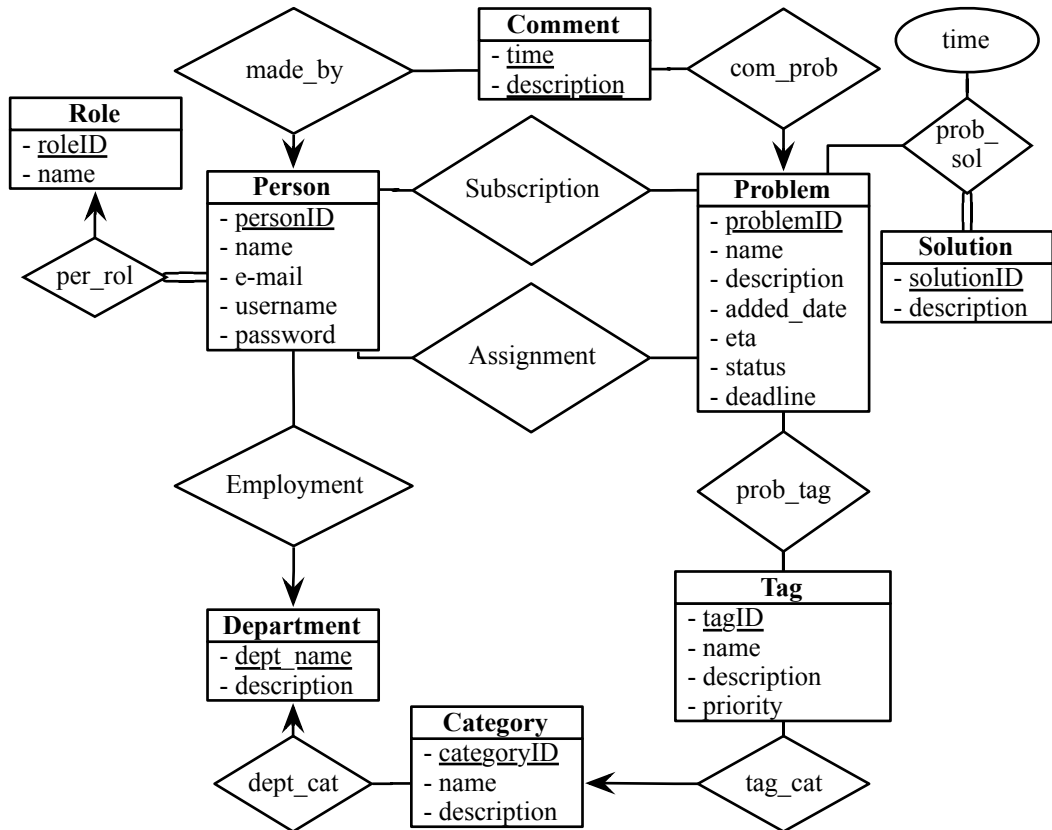 Comment
- time
- description
made_by
com_prob
time
Role
- roleID
- name
prob_
sol
Person
- personID
- name
- e-mail
- username
- password
Subscription
Problem
- problemID
- name
- description
- added_date
- eta
- status
- deadline
Solution
- solutionID
- description
per_rol
Assignment
Employment
prob_tag
Tag
- tagID
- name
- description
- priority
Department
- dept_name
- description
Category
- categoryID
- name
- description
dept_cat
tag_cat